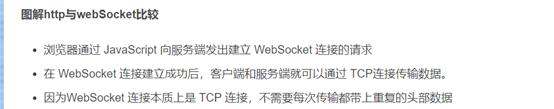 图解http与webSocket比较
浏览器通过 JavaScript 向服务端发出建立 WebSocket 连接的请求
在 WebSocket 连接建立成功后，客户端和服务端就可以通过 TCP连接传输数据。
因为WebSocket 连接本质上是 TCP 连接，不需要每次传输都带上重复的头部数据